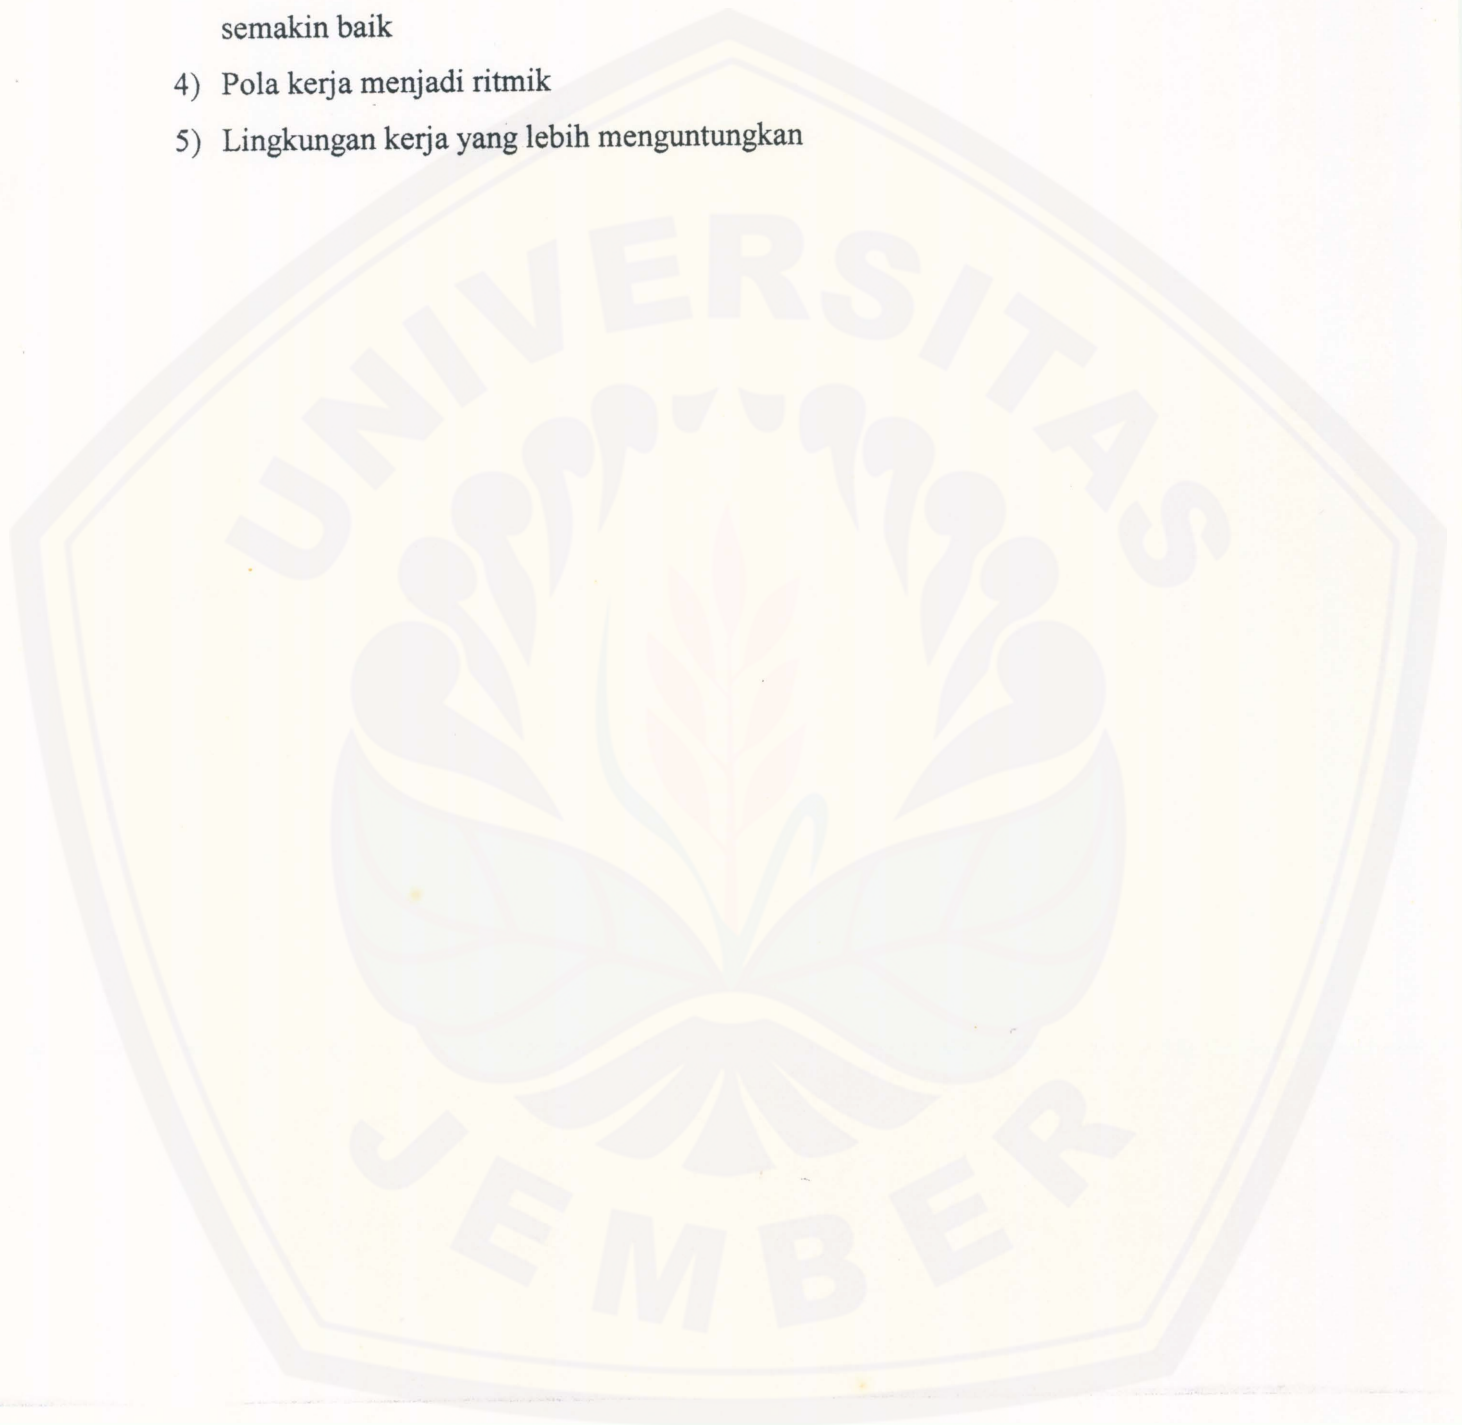 semakin baik
4) Pola kerja menjadi ritmik
5) Lingkungan kerja yang lebih menguntungkan
UNIVERSITAS
JEMBER